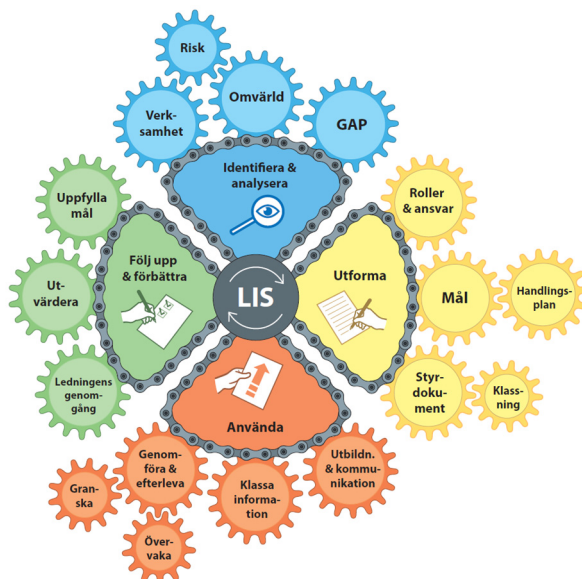 Risk
Verk-
samhet
Omvärld
GAP
Identifiera &
analysera
Uppfylla
mål
Roller
& ansvar
Följ upp
& förbättra
Utforma
Ut-
värdera
LIS
Mål
Handlings-
plan
Ledningens
genom-
gång
Styr-
doku-
ment
Klass-
ning
Använda
Genom-
föra &
efterleva
Utbildn.
& kommu-
nikation
Klassa
informa-
tion
Gran-
ska
Över-
vaka